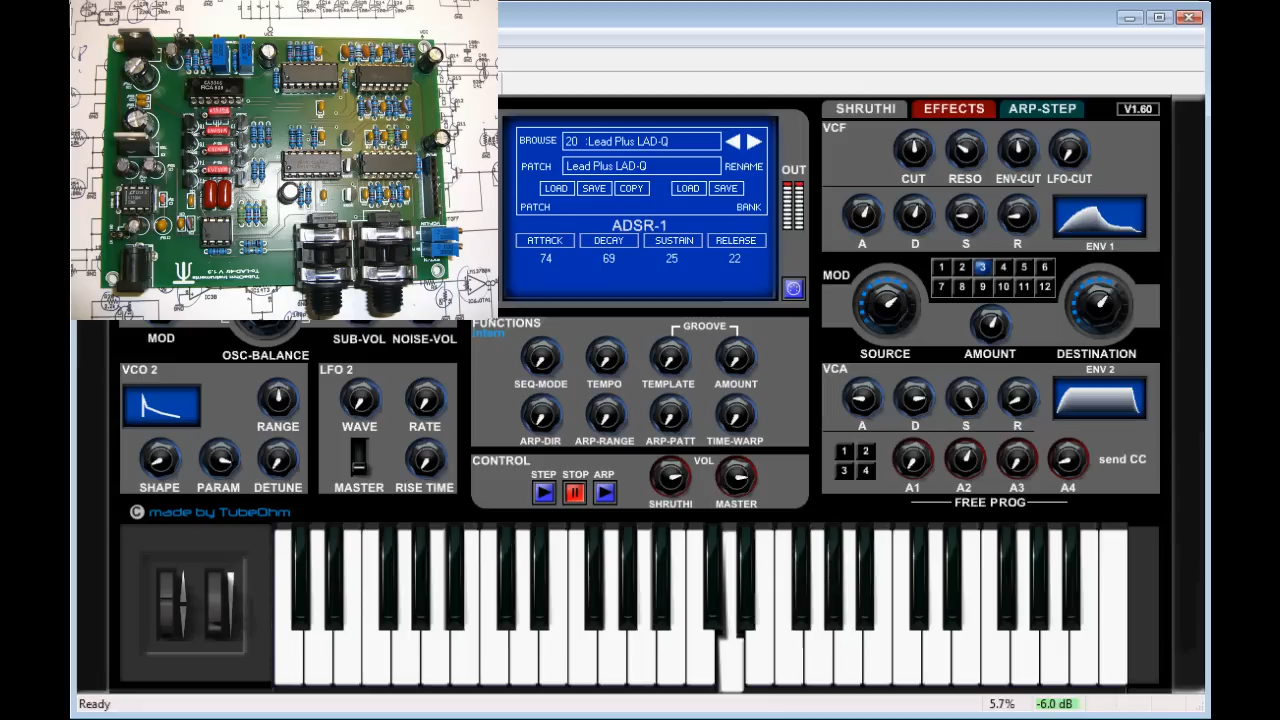 SHRUTHI EFFECTS ARP-STEP V1.60
VCF
CUT RESO ENV-CUT LFO-CUT
A D S R
ENV 1
BROWSE 20 :Lead Plus LAD-Q
PATCH Lead Plus LAD-Q RENAME
LOAD SAVE COPY LOAD SAVE
PATCH BANK
ADSR-1
ATTACK DECAY SUSTAIN RELEASE
74 69 25 22
OUT
MOD
1 2 3 4 5 6
7 8 9 10 11 12
SOURCE AMOUNT DESTINATION
MOD OSC-BALANCE SUB-VOL NOISE-VOL
VCO 2
RANGE
SHAPE PARAM DETUNE
LFO 2
WAVE RATE
MASTER RISE TIME
FUNCTIONS
intern
GROOVE
SEQ-MODE TEMPO TEMPLATE AMOUNT
ARP-DIR ARP-RANGE ARP-PATT TIME-WARP
CONTROL
STEP STOP ARP
VOL
SHRUTHI MASTER
VCA
ENV 2
A D S R
1 2
3 4
A1 A2 A3 A4
send CC
FREE PROG
C made by TubeOhm
TubeOhm Instruments
Ready 5.7% -6.0 dB